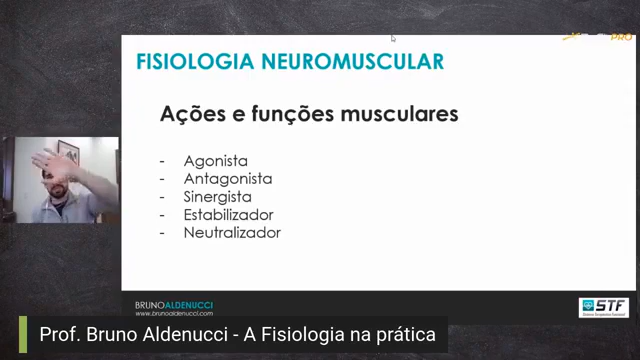 PRO
FISIOLOGIA NEUROMUSCULAR
Ações e funções musculares
- Agonista
- Antagonista
- Sinergista
- Estabilizador
- Neutralizador
BRUNOALDENUCCI
www.brunoaldenucci.com
STF
Prof. Bruno Aldenucci - A Fisiologia na prática